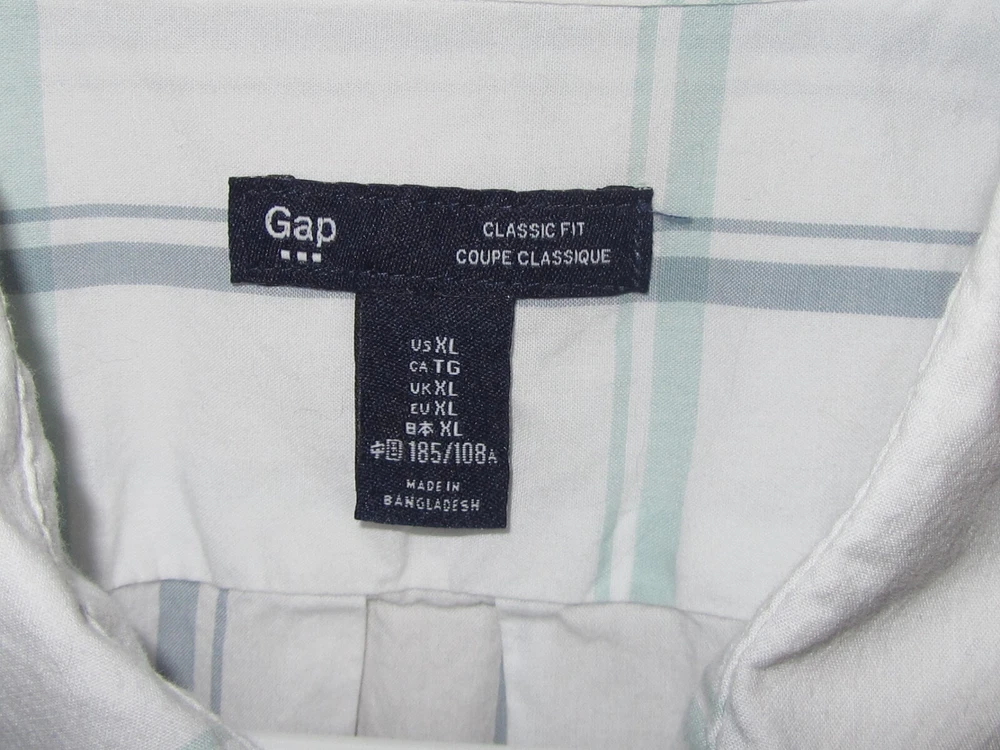 Gap
CLASSIC FIT
COUPE CLASSIQUE
US XL
CA TG
UK XL
EU XL
日本 XL
中国 185/108A
MADE IN
BANGLADESH